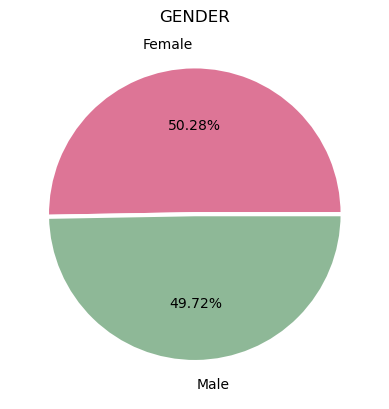 GENDER
Female
50.28%
49.72%
Male